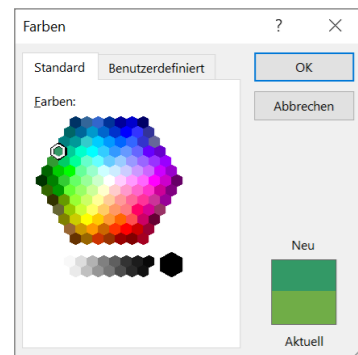 Farben
?
Standard
Benutzerdefiniert
OK
Abbrechen
Farben:
Neu
Aktuell